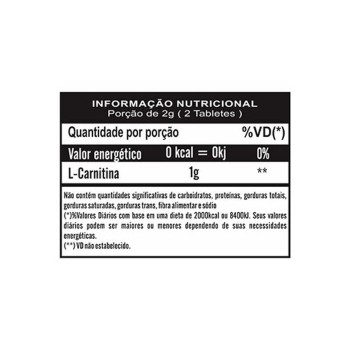 INFORMAÇÃO NUTRICIONAL
Porção de 2g ( 2 Tabletes )
Quantidade por porção %VD(*)
Valor energético 0 kcal = 0kj 0%
L-Carnitina 1g **
Não contém quantidades significativas de carboidratos, proteínas, gorduras totais,
gorduras saturadas, gorduras trans, fibra alimentar e sódio
(*)%Valores Diários com base em uma dieta de 2000kcal ou 8400kJ. Seus valores
diários podem ser maiores ou menores dependendo de suas necessidades
energéticas.
(**) VD não estabelecido.